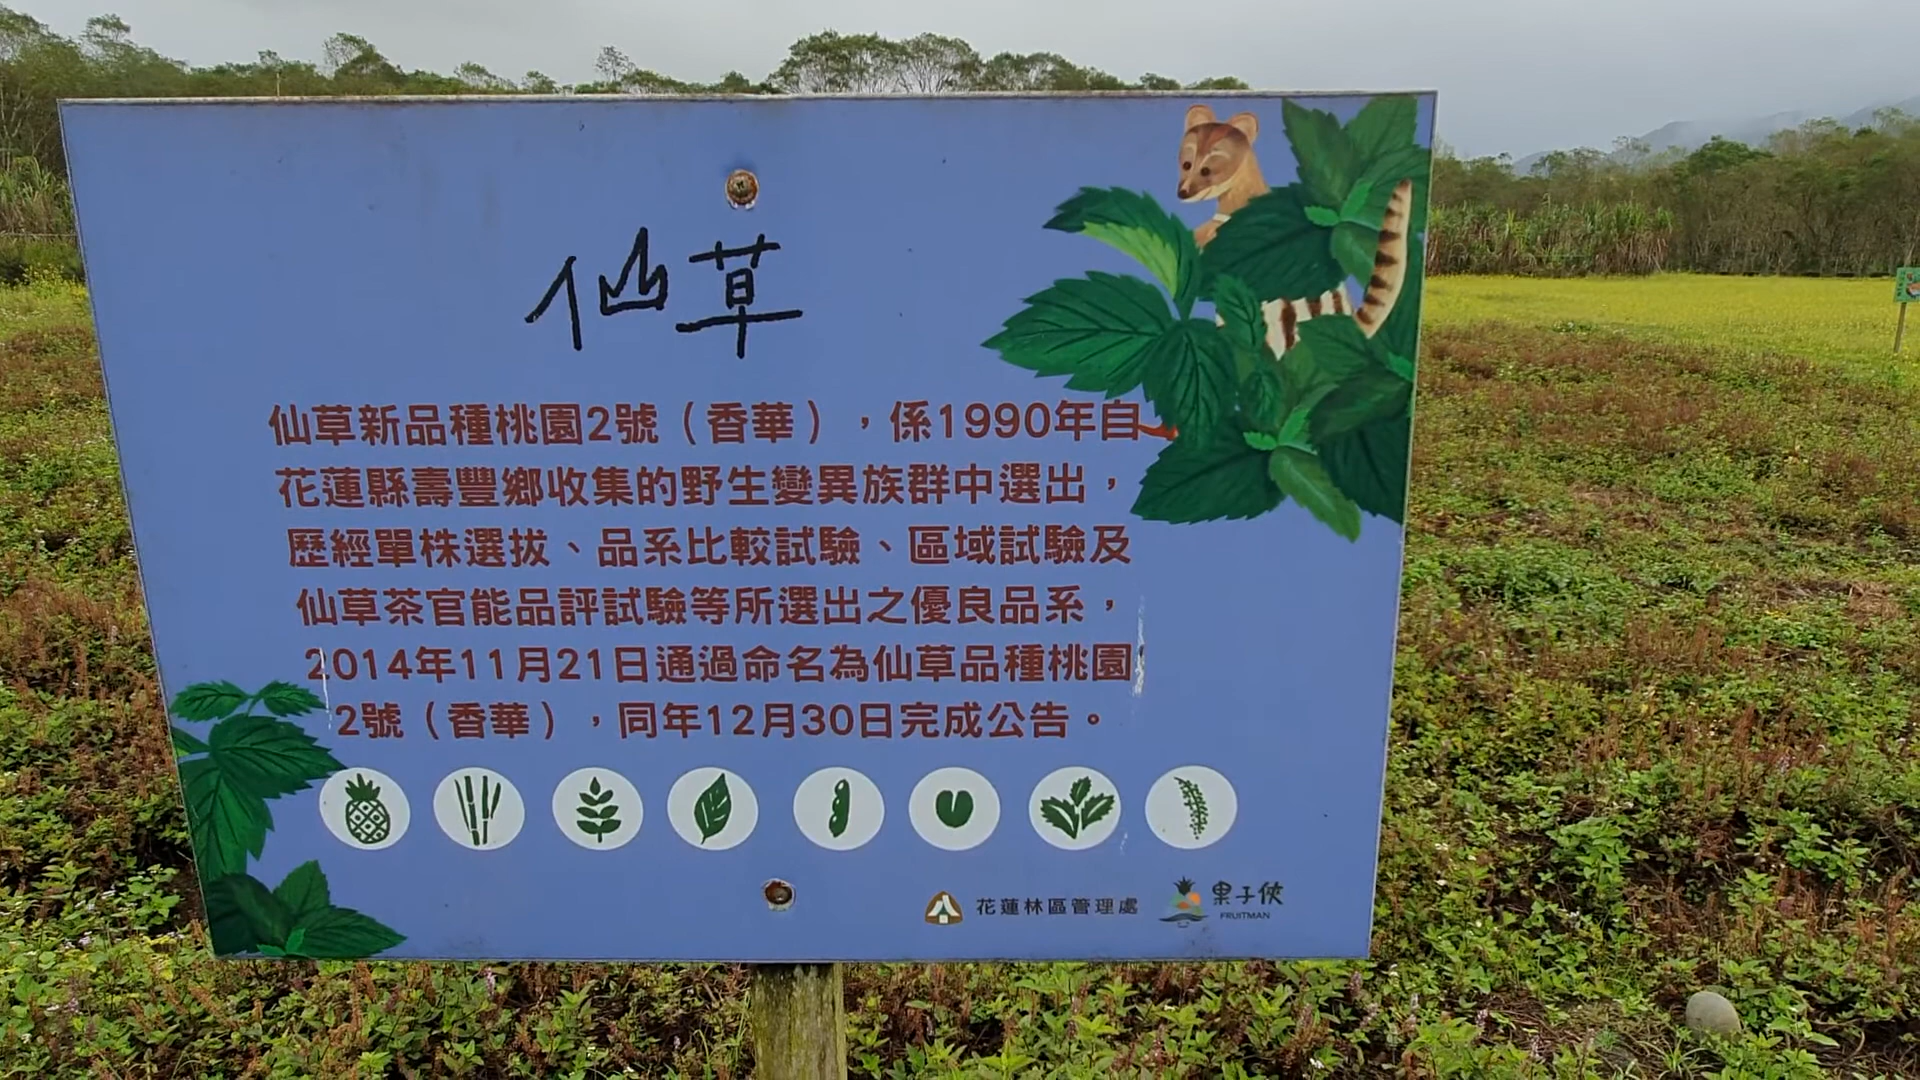 仙草
仙草新品種桃園2號（香華），係1990年自
花蓮縣壽豐鄉收集的野生變異族群中選出，
歷經單株選拔、品系比較試驗、區域試驗及
仙草茶官能品評試驗等所選出之優良品系，
2014年11月21日通過命名為仙草品種桃園
2號（香華），同年12月30日完成公告。
花蓮林區管理處
果子俠
FRUITMAN